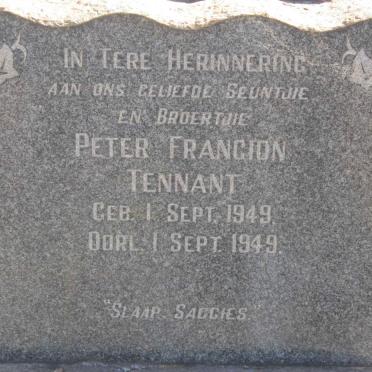 In Tere Herinnering
aan ons geliefde Seuntjie
en Broertjie
Peter Francion
Tennant
Geb. 1 Sept. 1949.
Oorl. 1 Sept. 1949.
"Slaap Saggies."